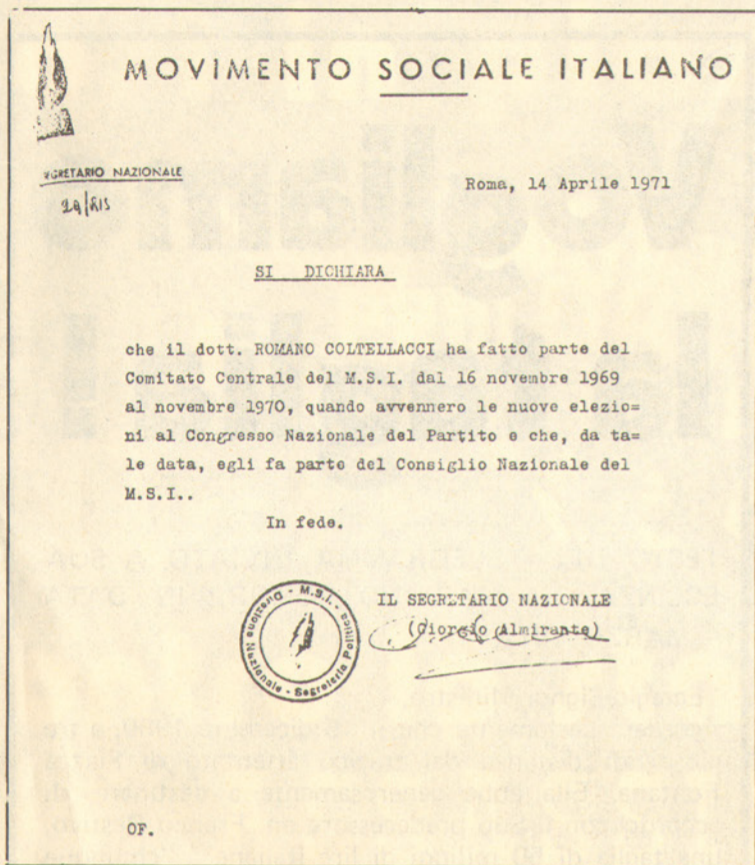 MOVIMENTO SOCIALE ITALIANO
SEGRETARIO NAZIONALE
Roma, 14 Aprile 1971
SI DICHIARA
che il dott. ROMANO COLTELLACCI ha fatto parte del
Comitato Centrale del M.S.I. dal 16 novembre 1969
al novembre 1970, quando avvennero le nuove elezio=
ni al Congresso Nazionale del Partito e che, da ta=
le data, egli fa parte del Consiglio Nazionale del
M.S.I..
In fede.
M.S.I. - Segreteria Politica - Direzione Nazionale
IL SEGRETARIO NAZIONALE
(Giorgio Almirante)
OF.